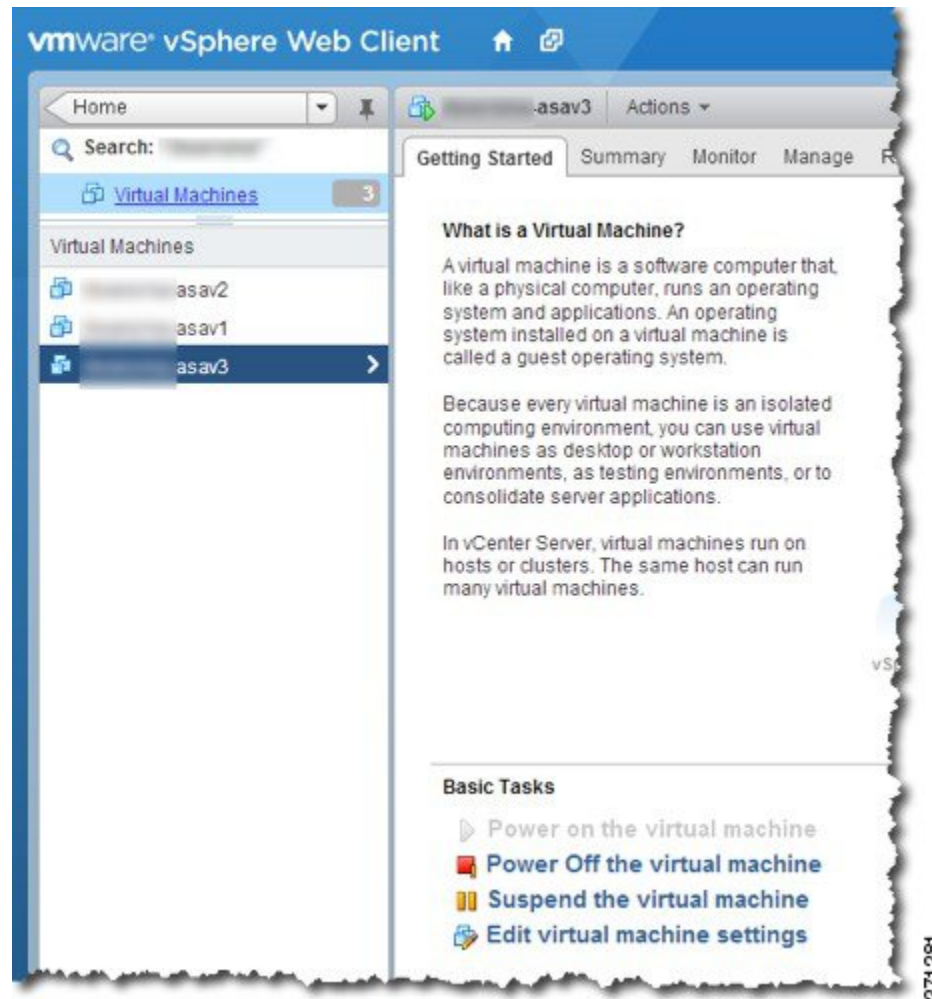 vmware® vSphere Web Client
Home
Search:
Virtual Machines 3
Virtual Machines
asav2
asav1
asav3
asav3 Actions
Getting Started Summary Monitor Manage
What is a Virtual Machine?
A virtual machine is a software computer that,
like a physical computer, runs an operating
system and applications. An operating
system installed on a virtual machine is
called a guest operating system.
Because every virtual machine is an isolated
computing environment, you can use virtual
machines as desktop or workstation
environments, as testing environments, or to
consolidate server applications.
In vCenter Server, virtual machines run on
hosts or clusters. The same host can run
many virtual machines.
Basic Tasks
Power on the virtual machine
Power Off the virtual machine
Suspend the virtual machine
Edit virtual machine settings